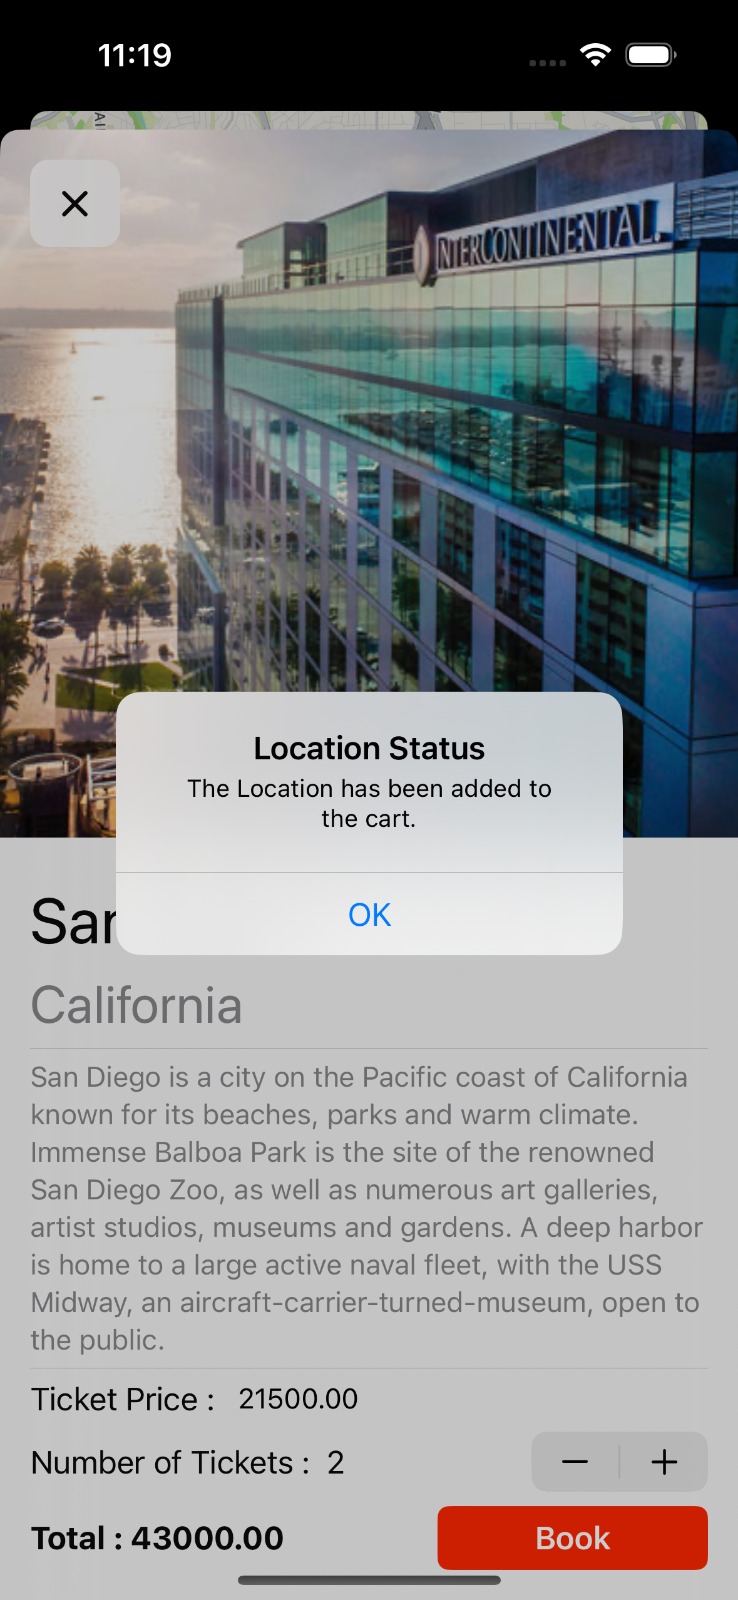 11:19
INTERCONTINENTAL.
Location Status
The Location has been added to
the cart.
OK
California
San Diego is a city on the Pacific coast of California
known for its beaches, parks and warm climate.
Immense Balboa Park is the site of the renowned
San Diego Zoo, as well as numerous art galleries,
artist studios, museums and gardens. A deep harbor
is home to a large active naval fleet, with the USS
Midway, an aircraft-carrier-turned-museum, open to
the public.
Ticket Price : 21500.00
Number of Tickets : 2
Total : 43000.00
Book